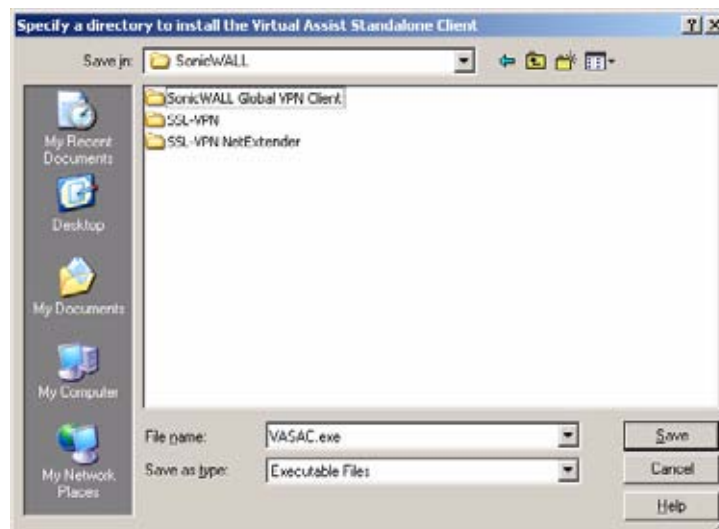 Specify a directory to install the Virtual Assist Standalone Client
Save in:
SonicWALL
SonicWALL Global VPN Client
SSL-VPN
SSL-VPN NetExtender
My Recent
Documents
Desktop
My Documents
My Computer
My Network
Places
File name:
VASAC.exe
Save
Save as type:
Executable Files
Cancel
Help